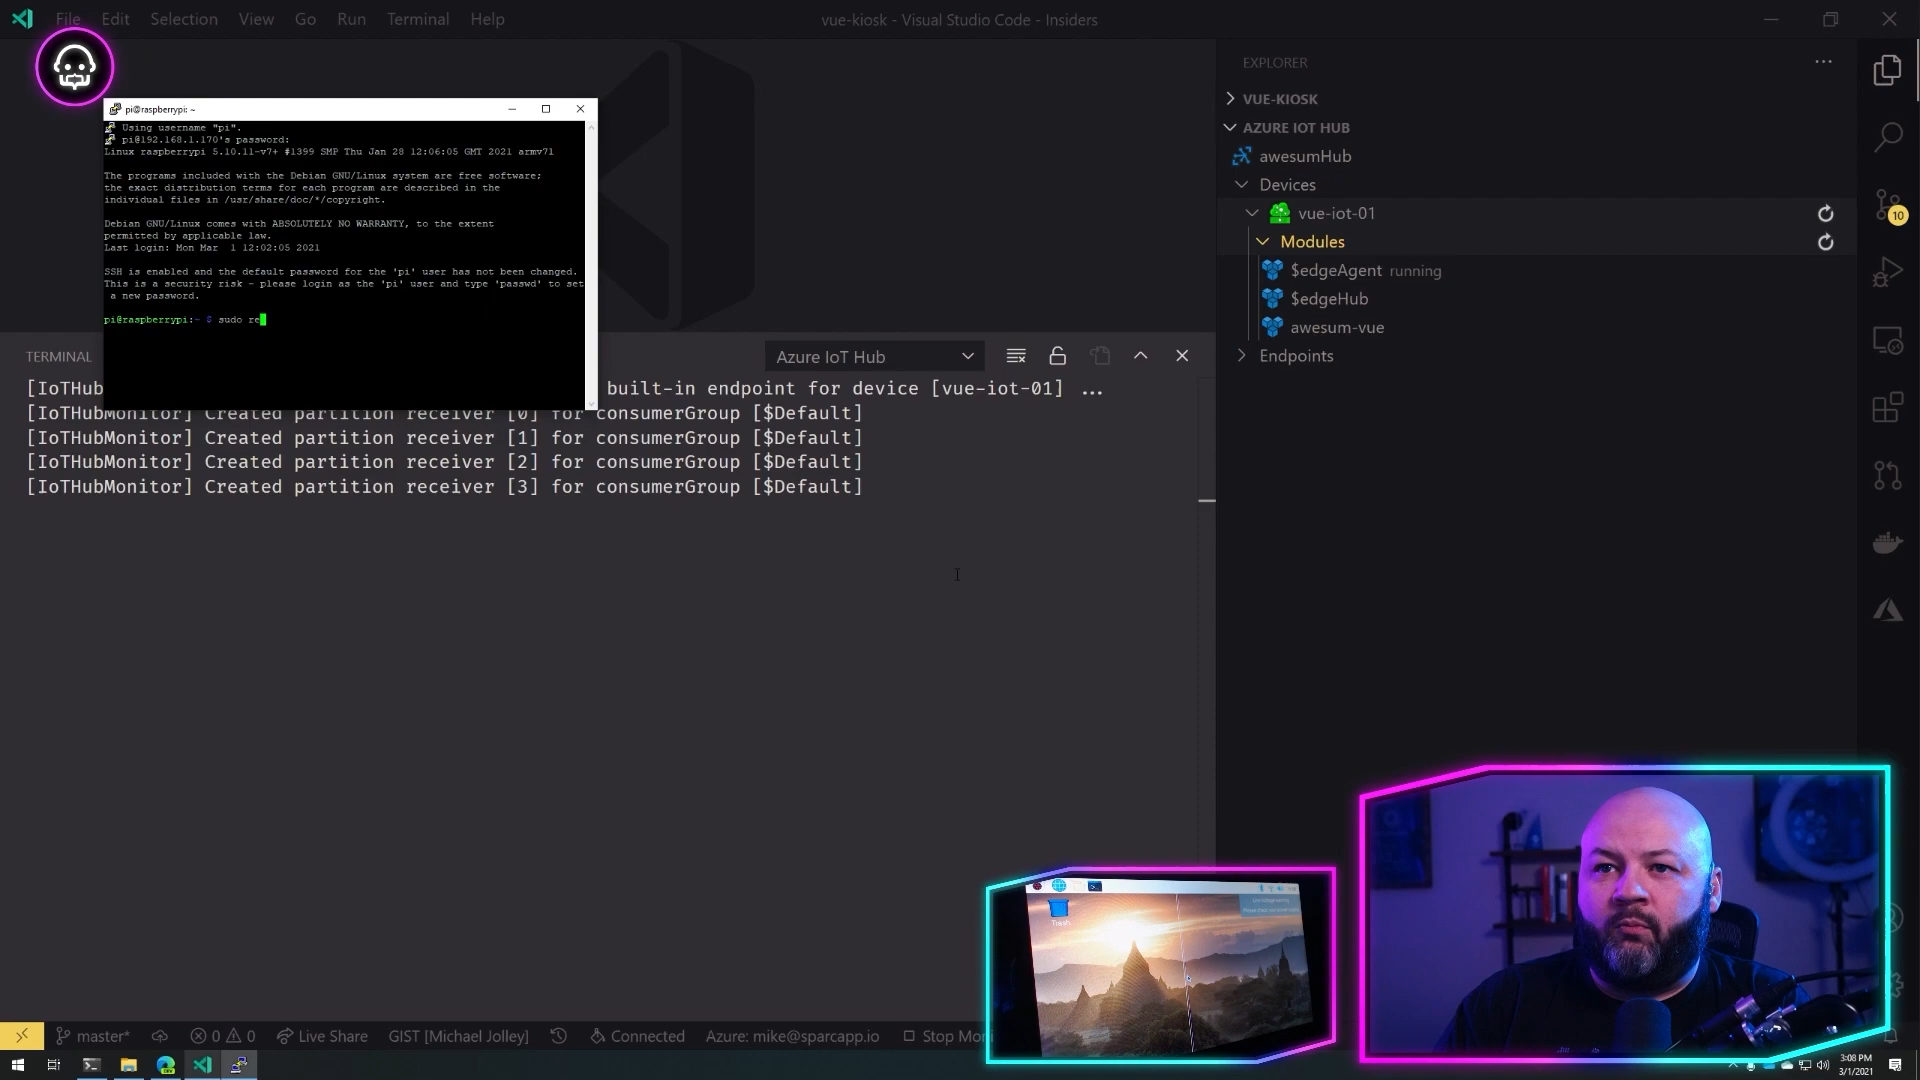 File Edit Selection View Go Run Terminal Help
vue-kiosk - Visual Studio Code - Insiders
pi@raspberrypi: ~
Using username "pi".
pi@192.168.1.170's password:
Linux raspberrypi 5.10.11-v7+ #1399 SMP Thu Jan 28 12:06:05 GMT 2021 armv7l
The programs included with the Debian GNU/Linux system are free software;
the exact distribution terms for each program are described in the
individual files in /usr/share/doc/*/copyright.
Debian GNU/Linux comes with ABSOLUTELY NO WARRANTY, to the extent
permitted by applicable law.
Last login: Mon Mar  1 12:02:05 2021
SSH is enabled and the default password for the 'pi' user has not been changed.
This is a security risk - please login as the 'pi' user and type 'passwd' to set
a new password.
pi@raspberrypi:~ $ sudo re
TERMINAL
Azure IoT Hub
[IoTHub
built-in endpoint for device [vue-iot-01] ...
[IoTHubMonitor] Created partition receiver [0] for consumerGroup [$Default]
[IoTHubMonitor] Created partition receiver [1] for consumerGroup [$Default]
[IoTHubMonitor] Created partition receiver [2] for consumerGroup [$Default]
[IoTHubMonitor] Created partition receiver [3] for consumerGroup [$Default]
EXPLORER
VUE-KIOSK
AZURE IOT HUB
awesumHub
Devices
vue-iot-01
Modules
$edgeAgent running
$edgeHub
awesum-vue
Endpoints
10
Trash
master* 0 0 Live Share GIST [Michael Jolley] Connected Azure: mike@sparcapp.io Stop Moni
3:08 PM
3/1/2021